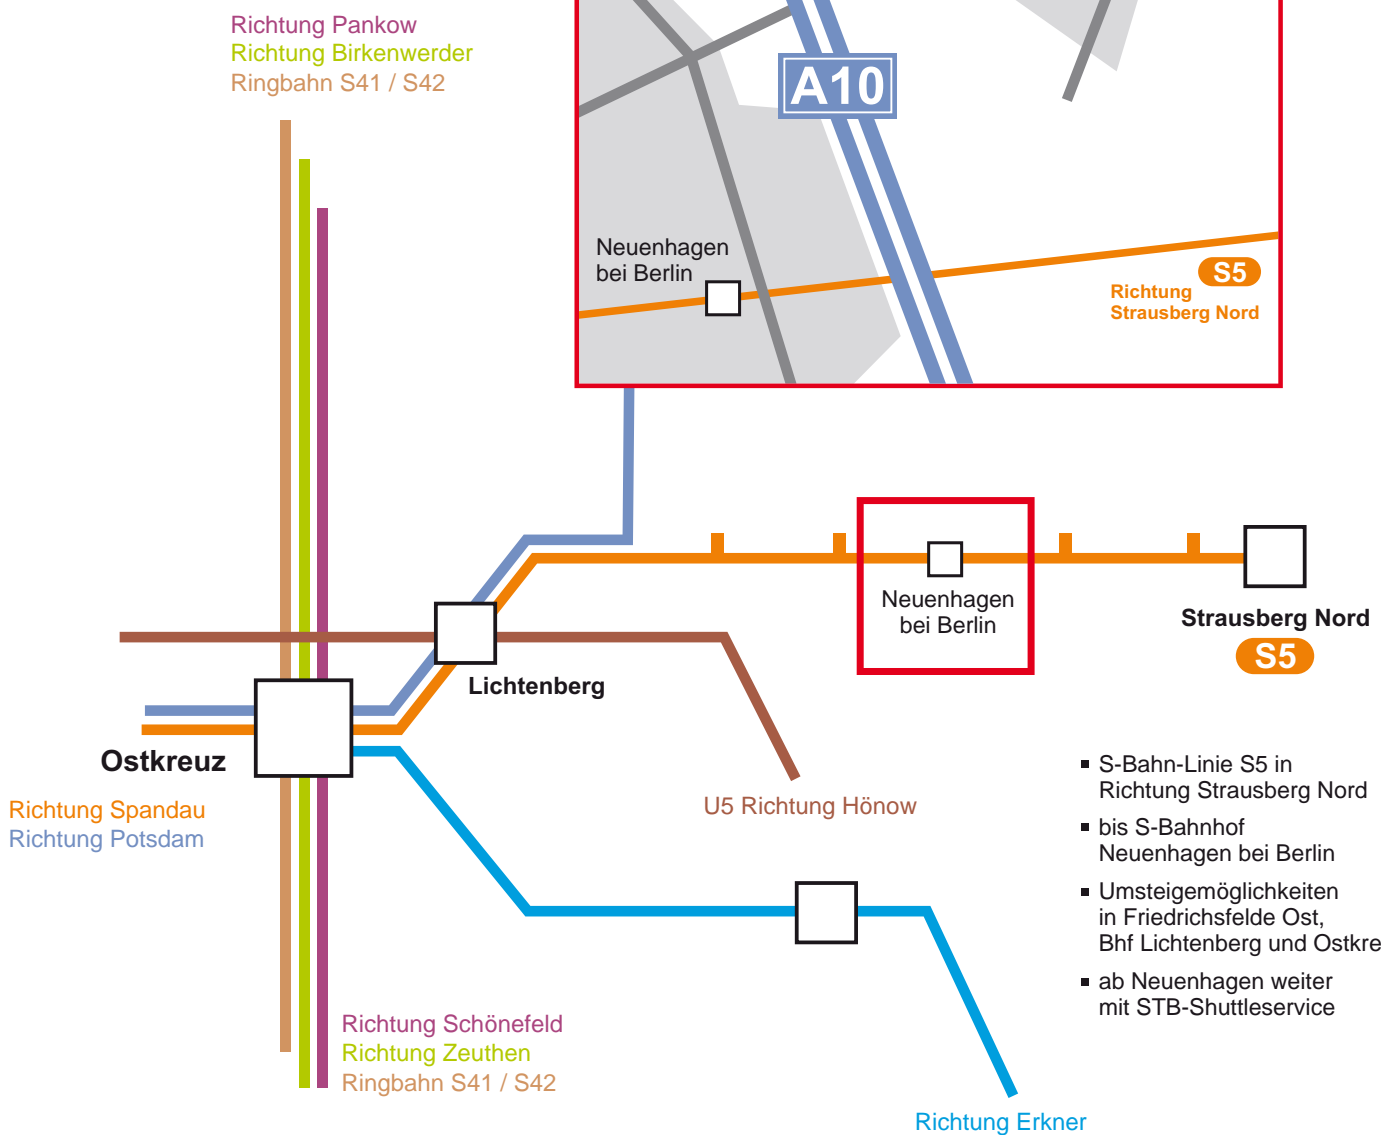 Richtung Pankow
Richtung Birkenwerder
Ringbahn S41 / S42
A10
Neuenhagen
bei Berlin
S5
Richtung
Strausberg Nord
Neuenhagen
bei Berlin
Strausberg Nord
S5
Lichtenberg
Ostkreuz
Richtung Spandau
Richtung Potsdam
U5 Richtung Hönow
S-Bahn-Linie S5 in
Richtung Strausberg Nord
bis S-Bahnhof
Neuenhagen bei Berlin
Umsteigemöglichkeiten
in Friedrichsfelde Ost,
Bhf Lichtenberg und Ostkre
ab Neuenhagen weiter
mit STB-Shuttleservice
Richtung Schönefeld
Richtung Zeuthen
Ringbahn S41 / S42
Richtung Erkner